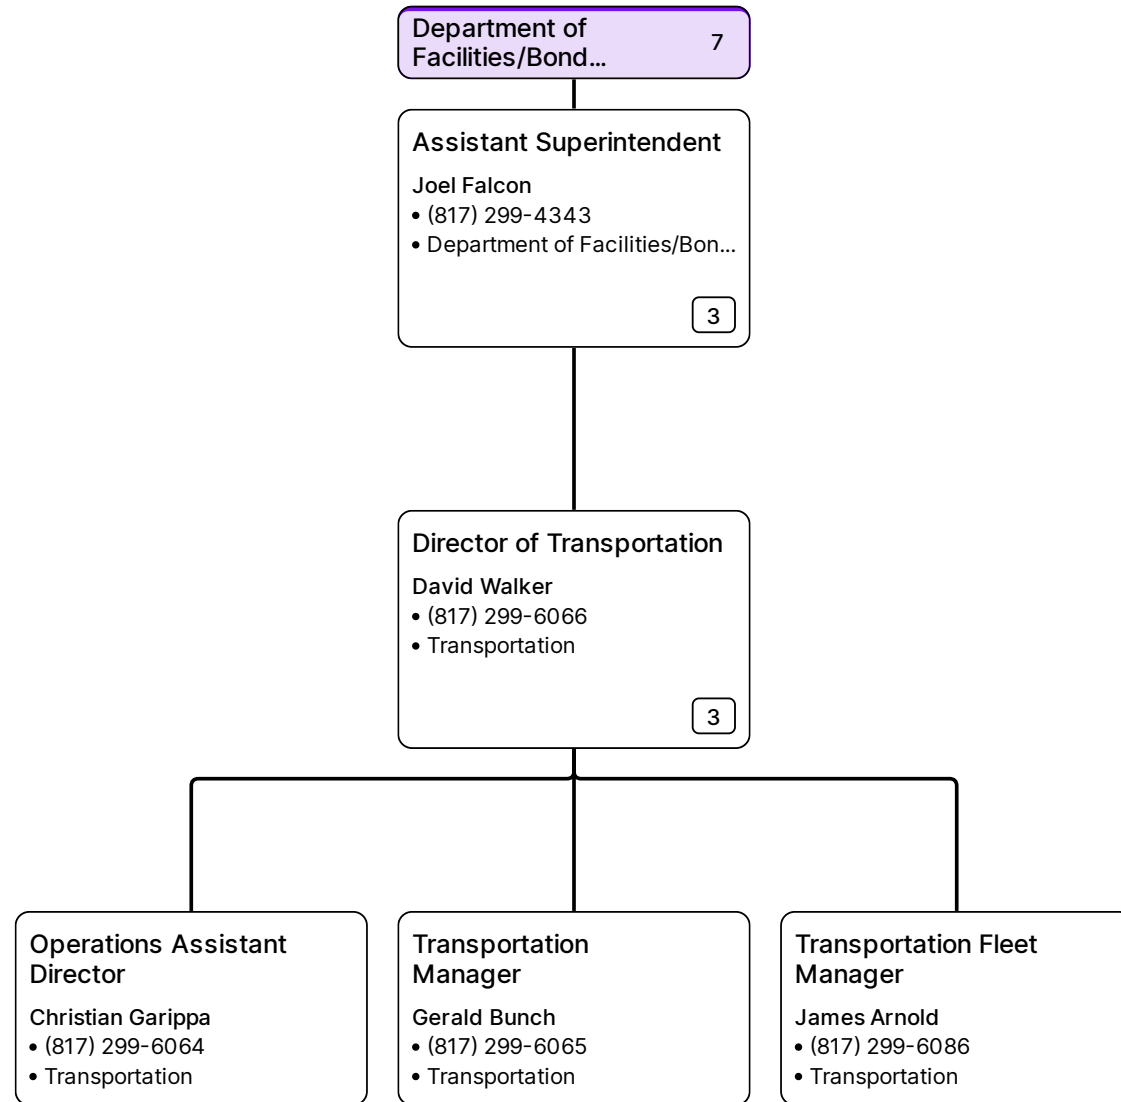 Department of
Facilities/Bond...
7
Assistant Superintendent
Joel Falcon
• (817) 299-4343
• Department of Facilities/Bon...
3
Director of Transportation
David Walker
• (817) 299-6066
• Transportation
3
Operations Assistant
Director
Christian Garippa
• (817) 299-6064
• Transportation
Transportation
Manager
Gerald Bunch
• (817) 299-6065
• Transportation
Transportation Fleet
Manager
James Arnold
• (817) 299-6086
• Transportation